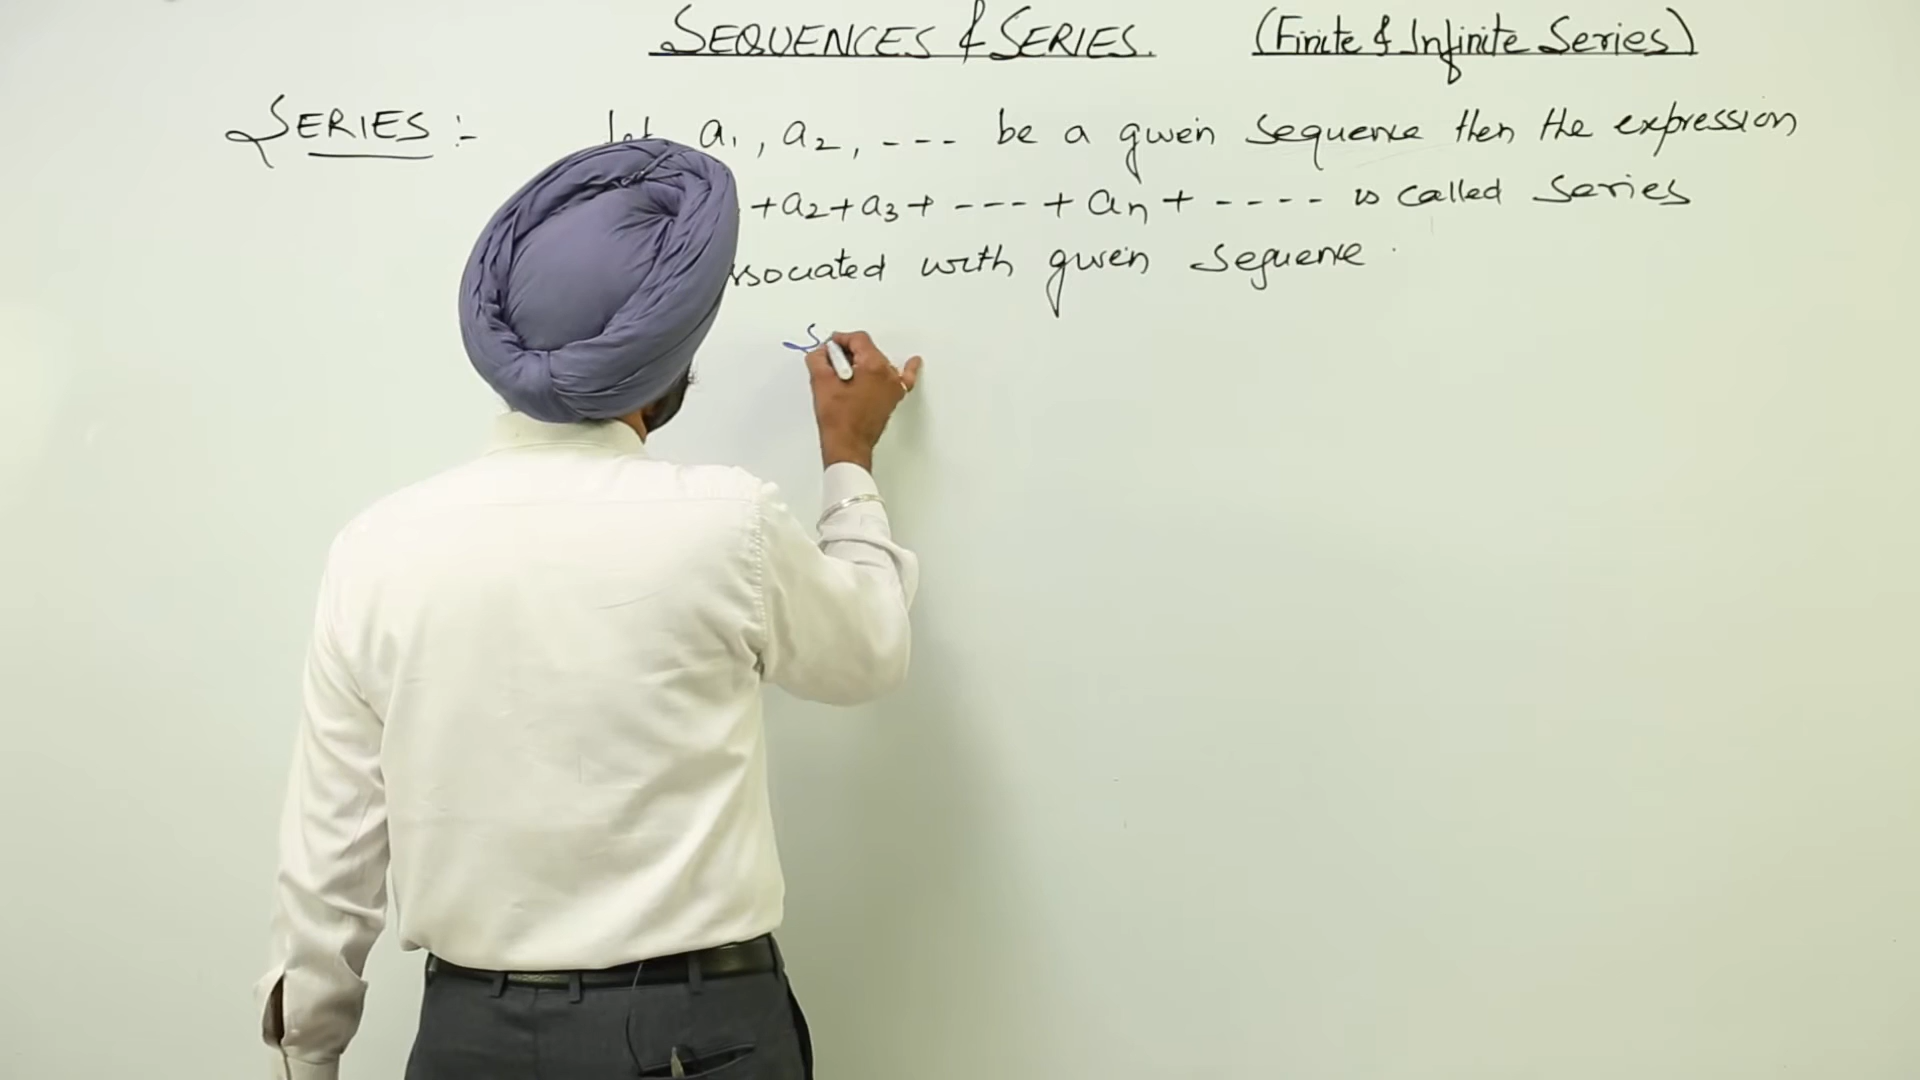 SEQUENCES & SERIES. (Finite & Infinite Series)
SERIES :- a₁, a₂, --- be a given sequence then the expression
+a₂+a₃+ --- + aₙ + ---- is called series
ssociated with given sequence.
S